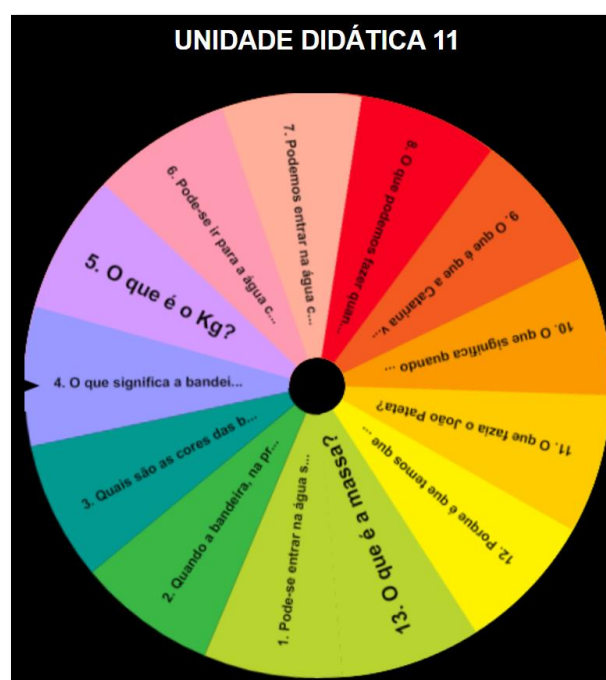 UNIDADE DIDÁTICA 11
1. Pode-se entrar na água s...
2. Quando a bandeira, na pr...
3. Quais são as cores das b...
4. O que significa a bandei...
5. O que é o Kg?
6. Pode-se ir para a água c...
7. Podemos entrar na água c...
8. O que podemos fazer quan...
9. O que é que a Catarina v...
10. O que significa quando ...
11. O que fazia o João Pateta?
12. Porque é que temos que ...
13. O que é a massa?